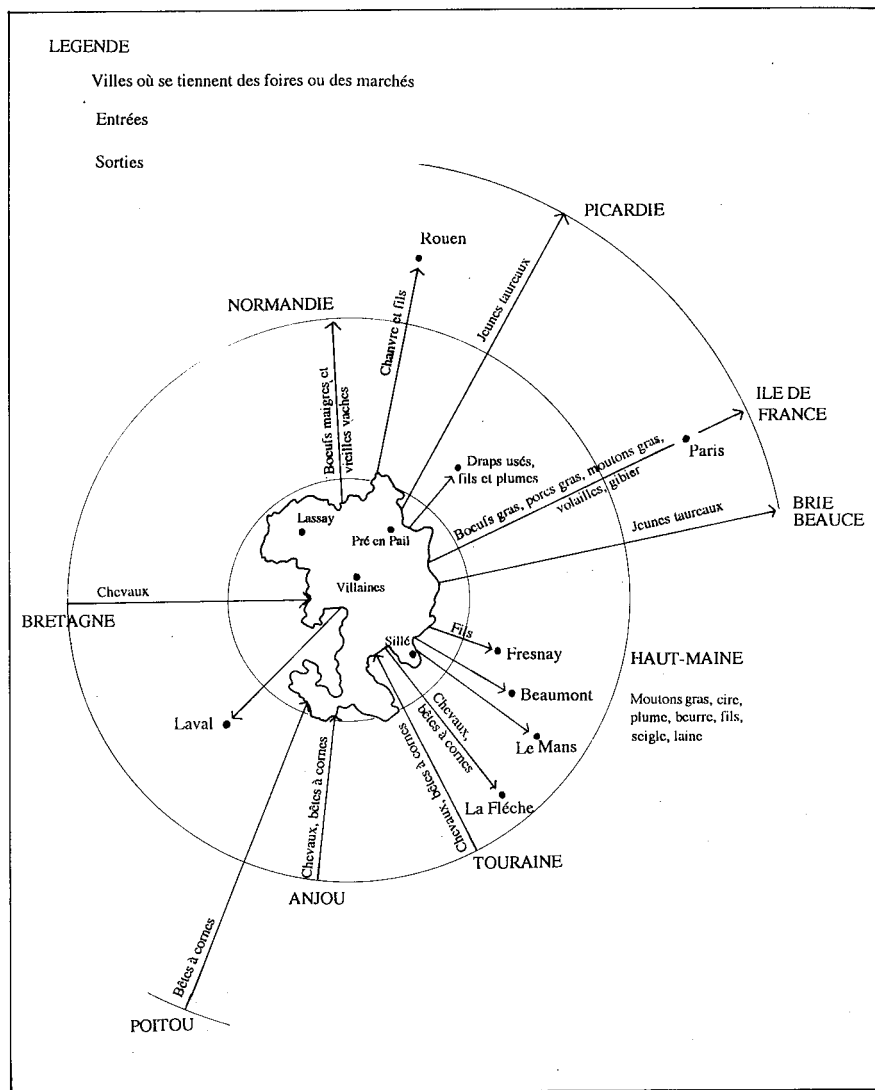 LEGENDE
Villes où se tiennent des foires ou des marchés
Entrées
Sorties
PICARDIE
Rouen
NORMANDIE
Jeunes taureaux
Chanvre et fils
Boeufs maigres et
vieilles vaches
ILE DE
FRANCE
Paris
Draps usés,
fils et plumes
Boeufs gras, porcs gras, moutons gras,
volailles, gibier
BRIE
BEAUCE
Jeunes taureaux
Lassay
Pré en Pail
Villaines
Chevaux
BRETAGNE
Sillé
Fils
Fresnay
HAUT-MAINE
Beaumont
Moutons gras, cire,
plume, beurre, fils,
seigle, laine
Laval
Le Mans
Chevaux,
bêtes à cornes
Chevaux, bêtes à cornes
La Fléche
Chevaux, bêtes à cornes
TOURAINE
ANJOU
Bêtes à cornes
POITOU